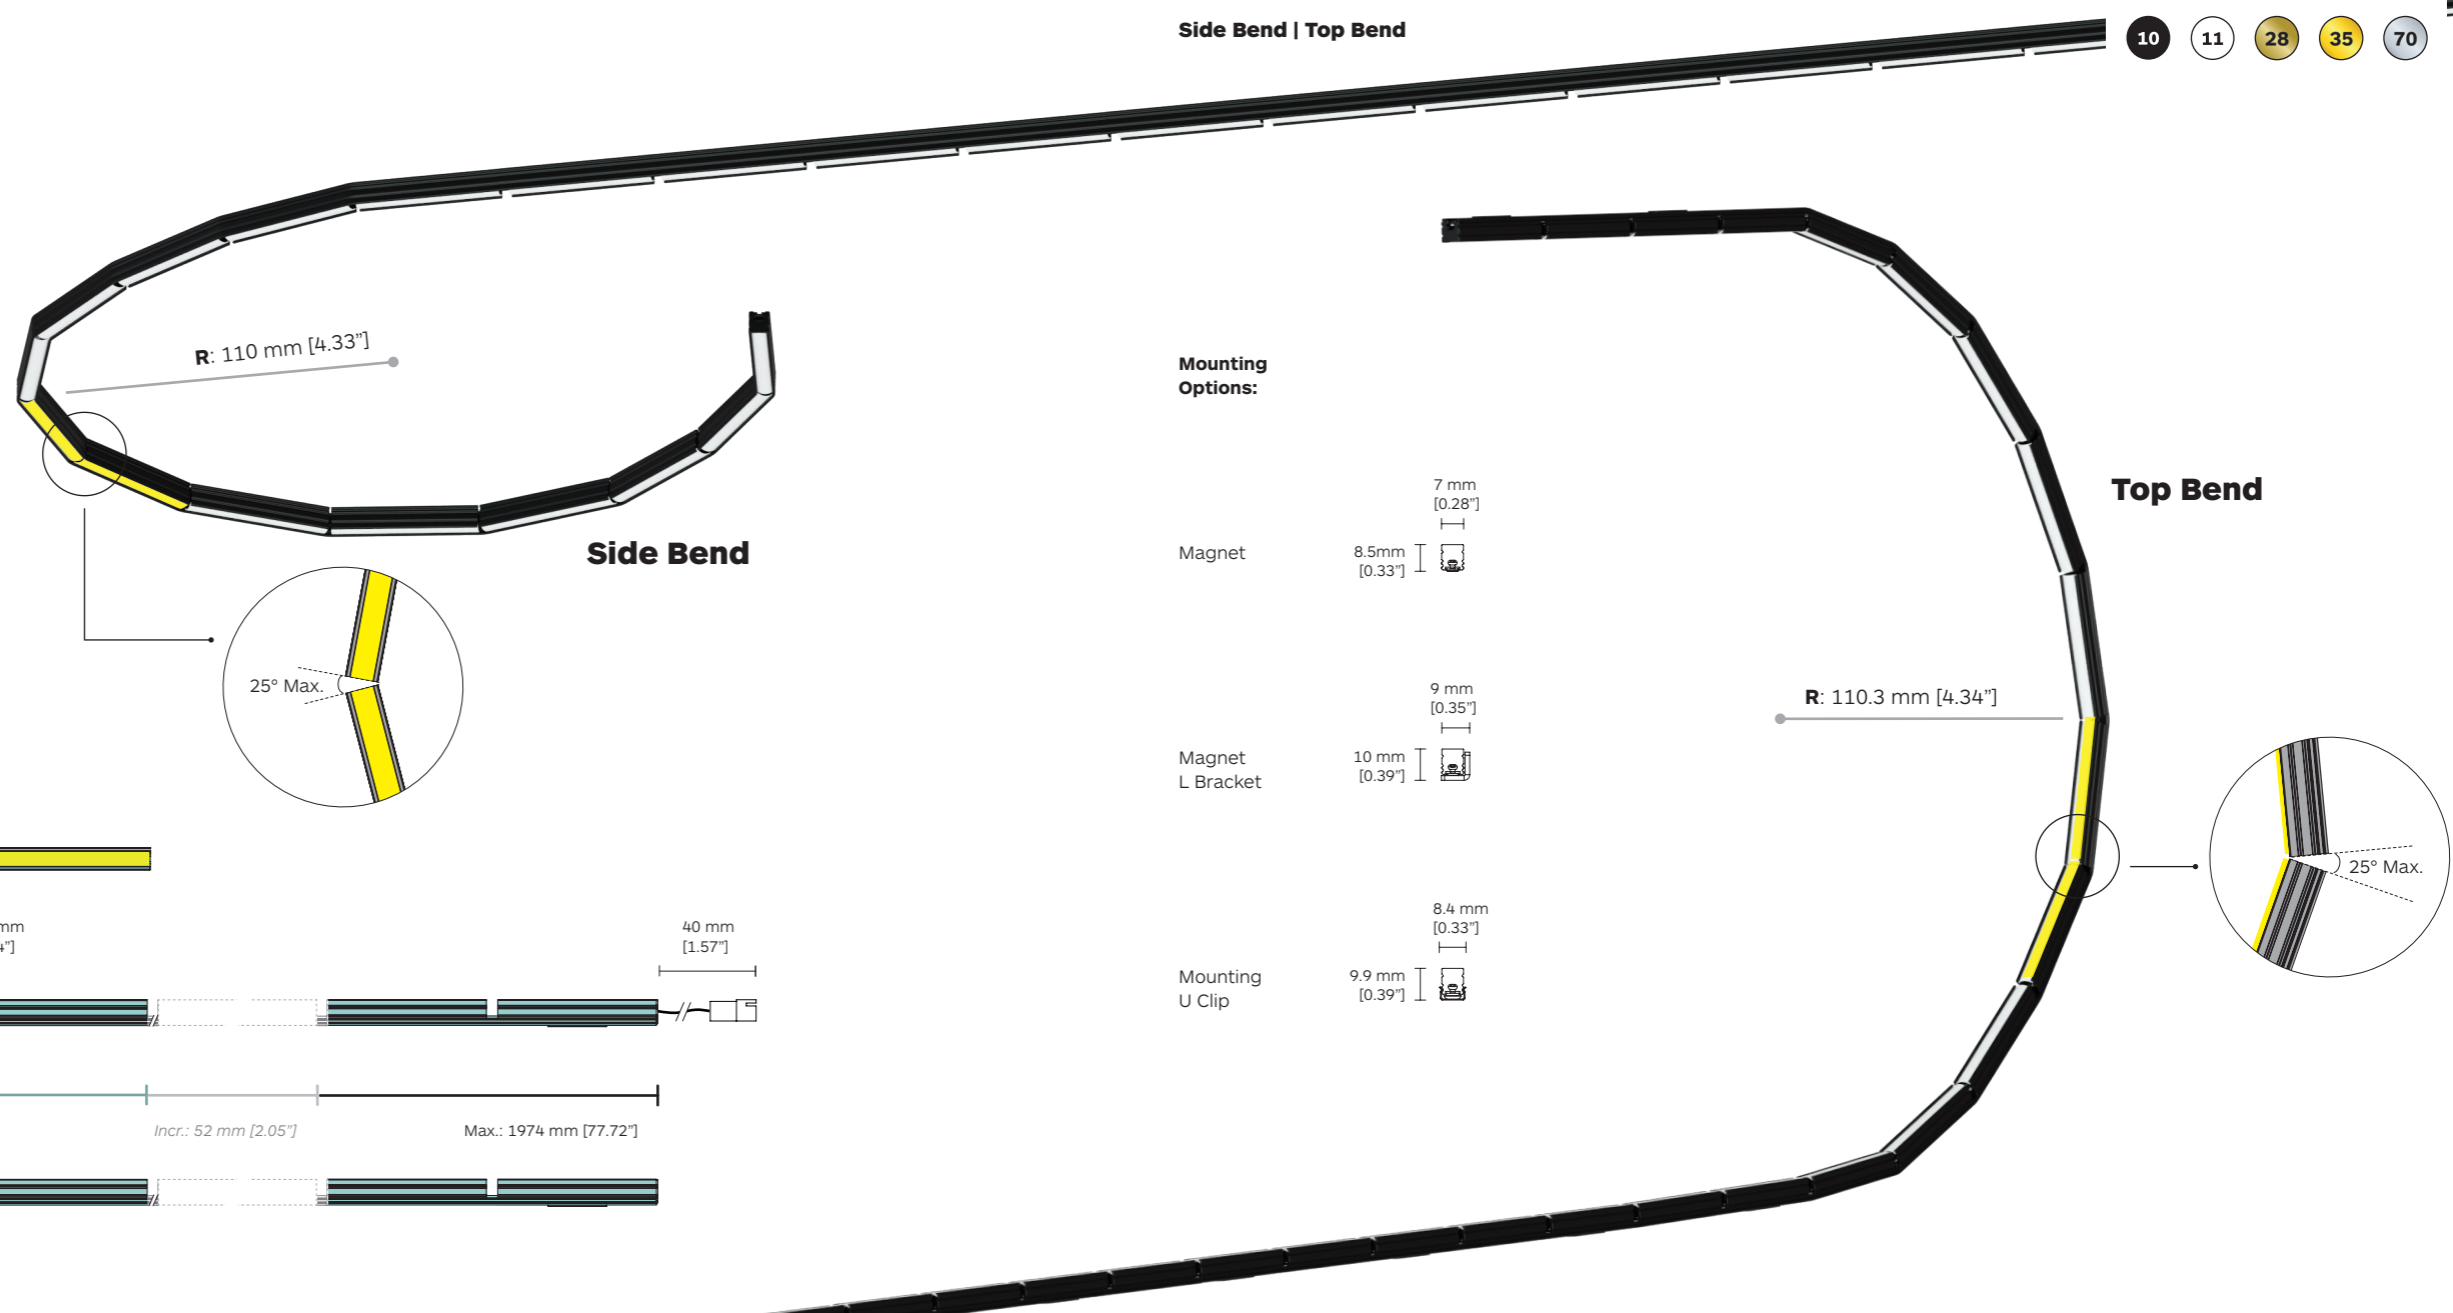 Side Bend | Top Bend
10 11 28 35 70
R: 110 mm [4.33”]
Side Bend
25° Max.
mm
40 mm
[1.57”]
Incr.: 52 mm [2.05”]
Max.: 1974 mm [77.72”]
Mounting
Options:
7 mm
[0.28”]
Magnet
8.5mm
[0.33”]
9 mm
[0.35”]
Magnet
L Bracket
10 mm
[0.39”]
8.4 mm
[0.33”]
Mounting
U Clip
9.9 mm
[0.39”]
Top Bend
R: 110.3 mm [4.34”]
25° Max.